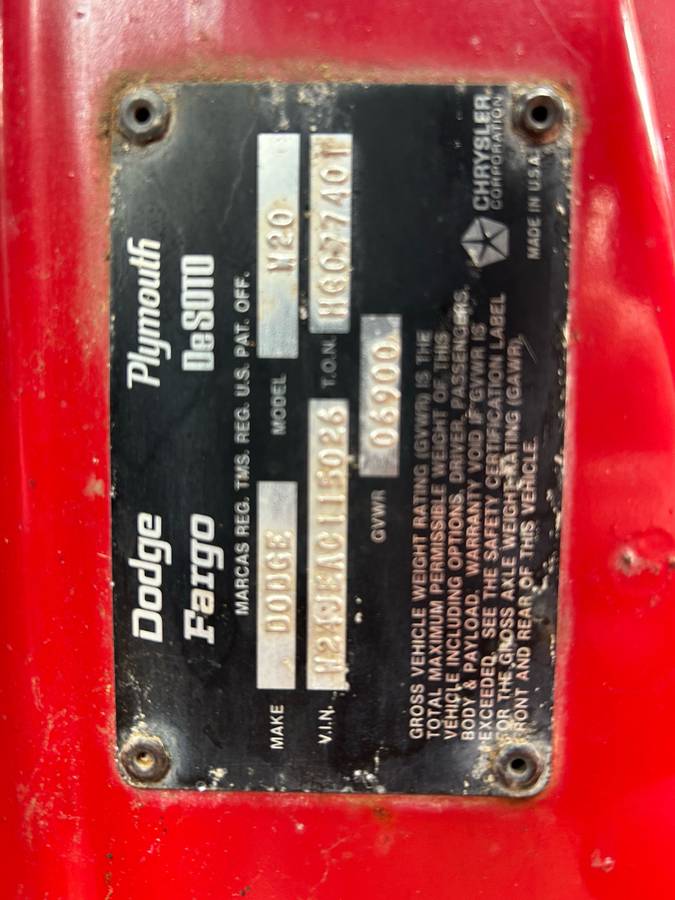 Dodge Plymouth
Fargo DeSOTO
MARCAS REG. TMS. REG. U.S. PAT. OFF.
MAKE DODGE MODEL W20
V.I.N. W24JEAC115026 T.O.N. HG077401
GVWR 06900
GROSS VEHICLE WEIGHT RATING (GVWR) IS THE
TOTAL MAXIMUM PERMISSIBLE WEIGHT OF THIS
VEHICLE INCLUDING OPTIONS, DRIVER, PASSENGERS,
BODY & PAYLOAD. WARRANTY VOID IF GVWR IS
EXCEEDED. SEE THE SAFETY CERTIFICATION LABEL
FOR THE GROSS AXLE WEIGHT RATING (GAWR),
FRONT AND REAR OF THIS VEHICLE.
CHRYSLER
CORPORATION
MADE IN U.S.A.